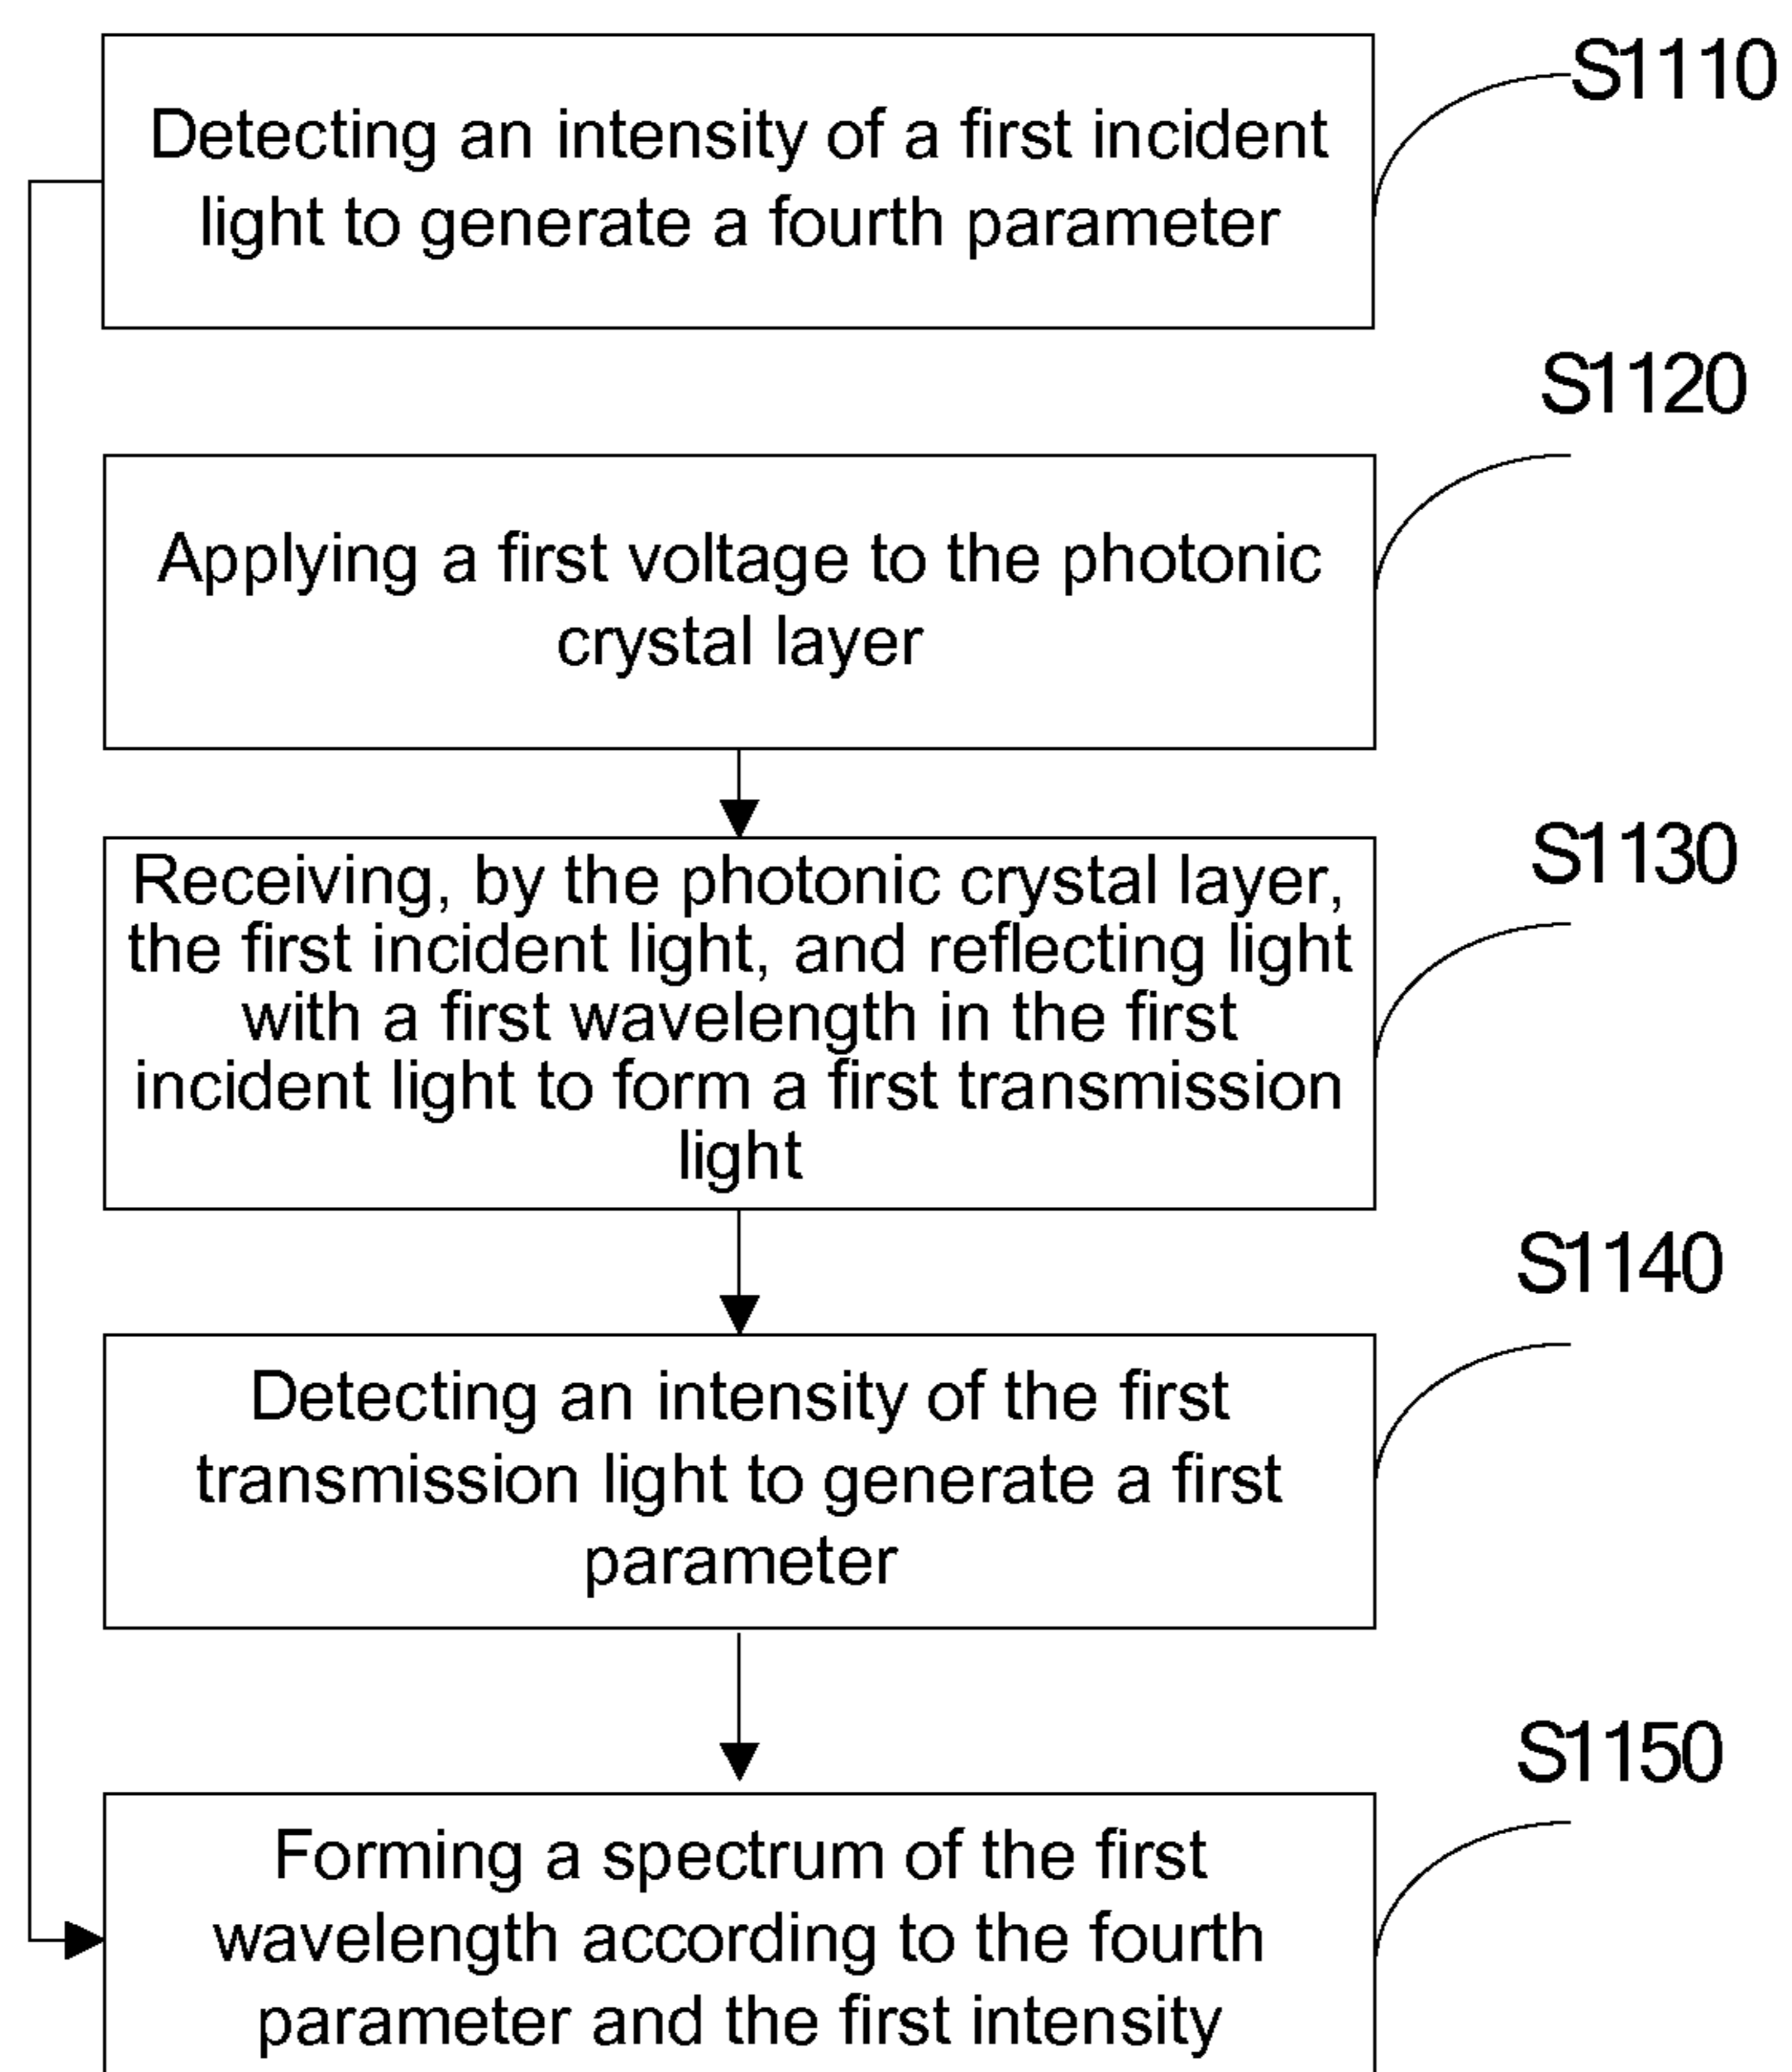 S1110
Detecting an intensity of a first incident
light to generate a fourth parameter
S1120
Applying a first voltage to the photonic
crystal layer
S1130
Receiving, by the photonic crystal layer,
the first incident light, and reflecting light
with a first wavelength in the first
incident light to form a first transmission
light
S1140
Detecting an intensity of the first
transmission light to generate a first
parameter
S1150
Forming a spectrum of the first
wavelength according to the fourth
parameter and the first intensity